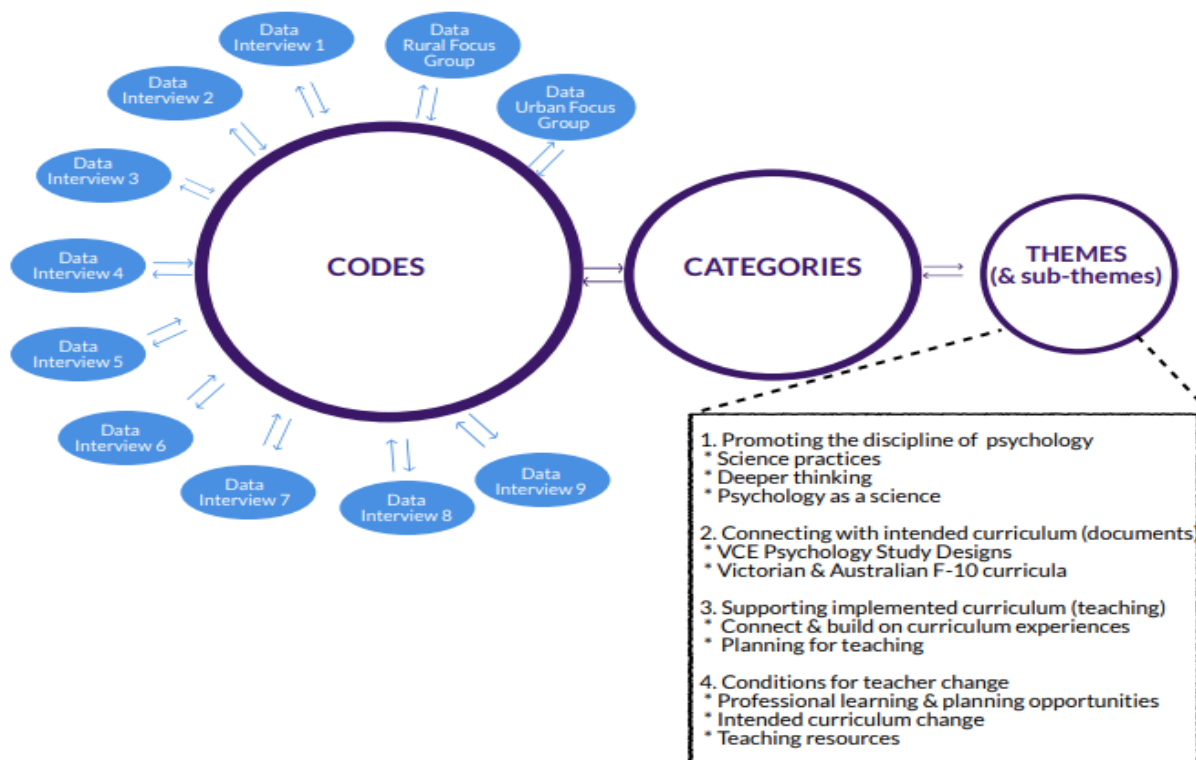 Data
Interview 1
Data
Rural Focus
Group
Data
Urban Focus
Group
Data
Interview 2
Data
Interview 3
Data
Interview 4
Data
Interview 5
Data
Interview 6
Data
Interview 7
Data
Interview 8
Data
Interview 9
CODES
CATEGORIES
THEMES
(& sub-themes)
1. Promoting the discipline of psychology
* Science practices
* Deeper thinking
* Psychology as a science
2. Connecting with intended curriculum (documents)
* VCE Psychology Study Designs
* Victorian & Australian F-10 curricula
3. Supporting implemented curriculum (teaching)
* Connect & build on curriculum experiences
* Planning for teaching
4. Conditions for teacher change
* Professional learning & planning opportunities
* Intended curriculum change
* Teaching resources